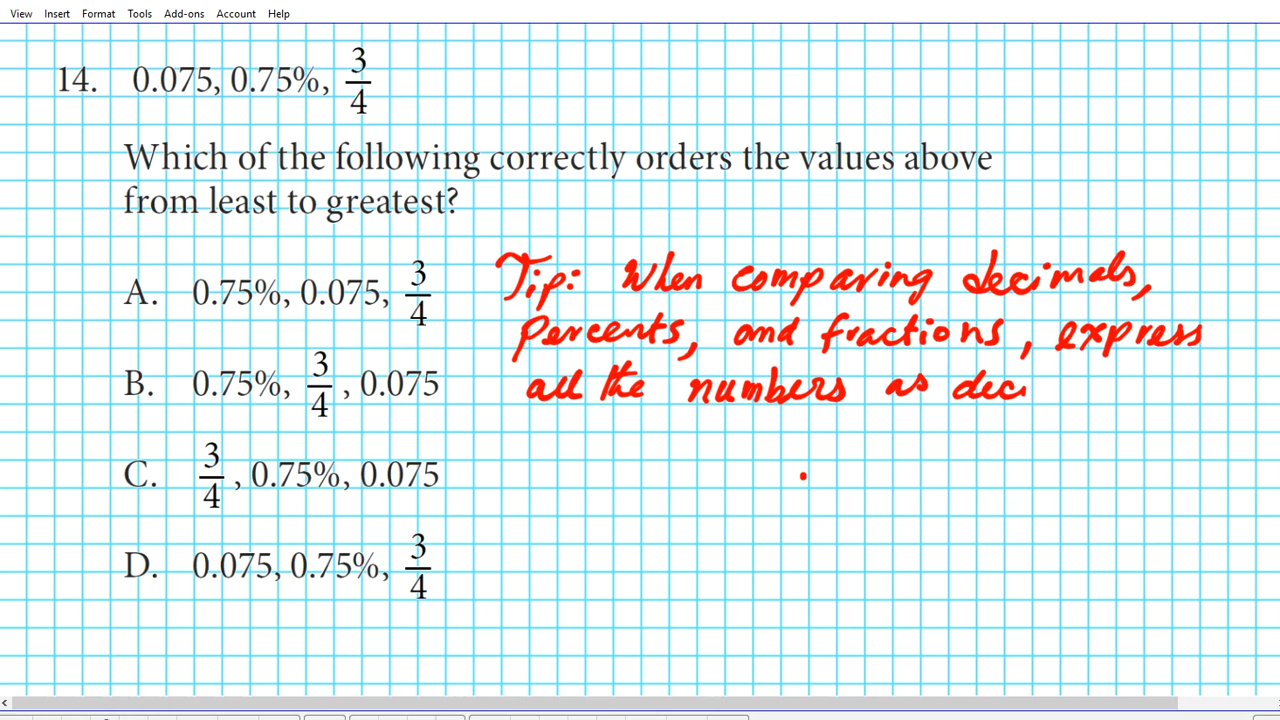 View Insert Format Tools Add-ons Account Help
14. 0.075, 0.75%, 3/4
Which of the following correctly orders the values above
from least to greatest?
A. 0.75%, 0.075, 3/4
B. 0.75%, 3/4, 0.075
C. 3/4, 0.75%, 0.075
D. 0.075, 0.75%, 3/4
Tip: When comparing decimals,
percents, and fractions, express
all the numbers as deci